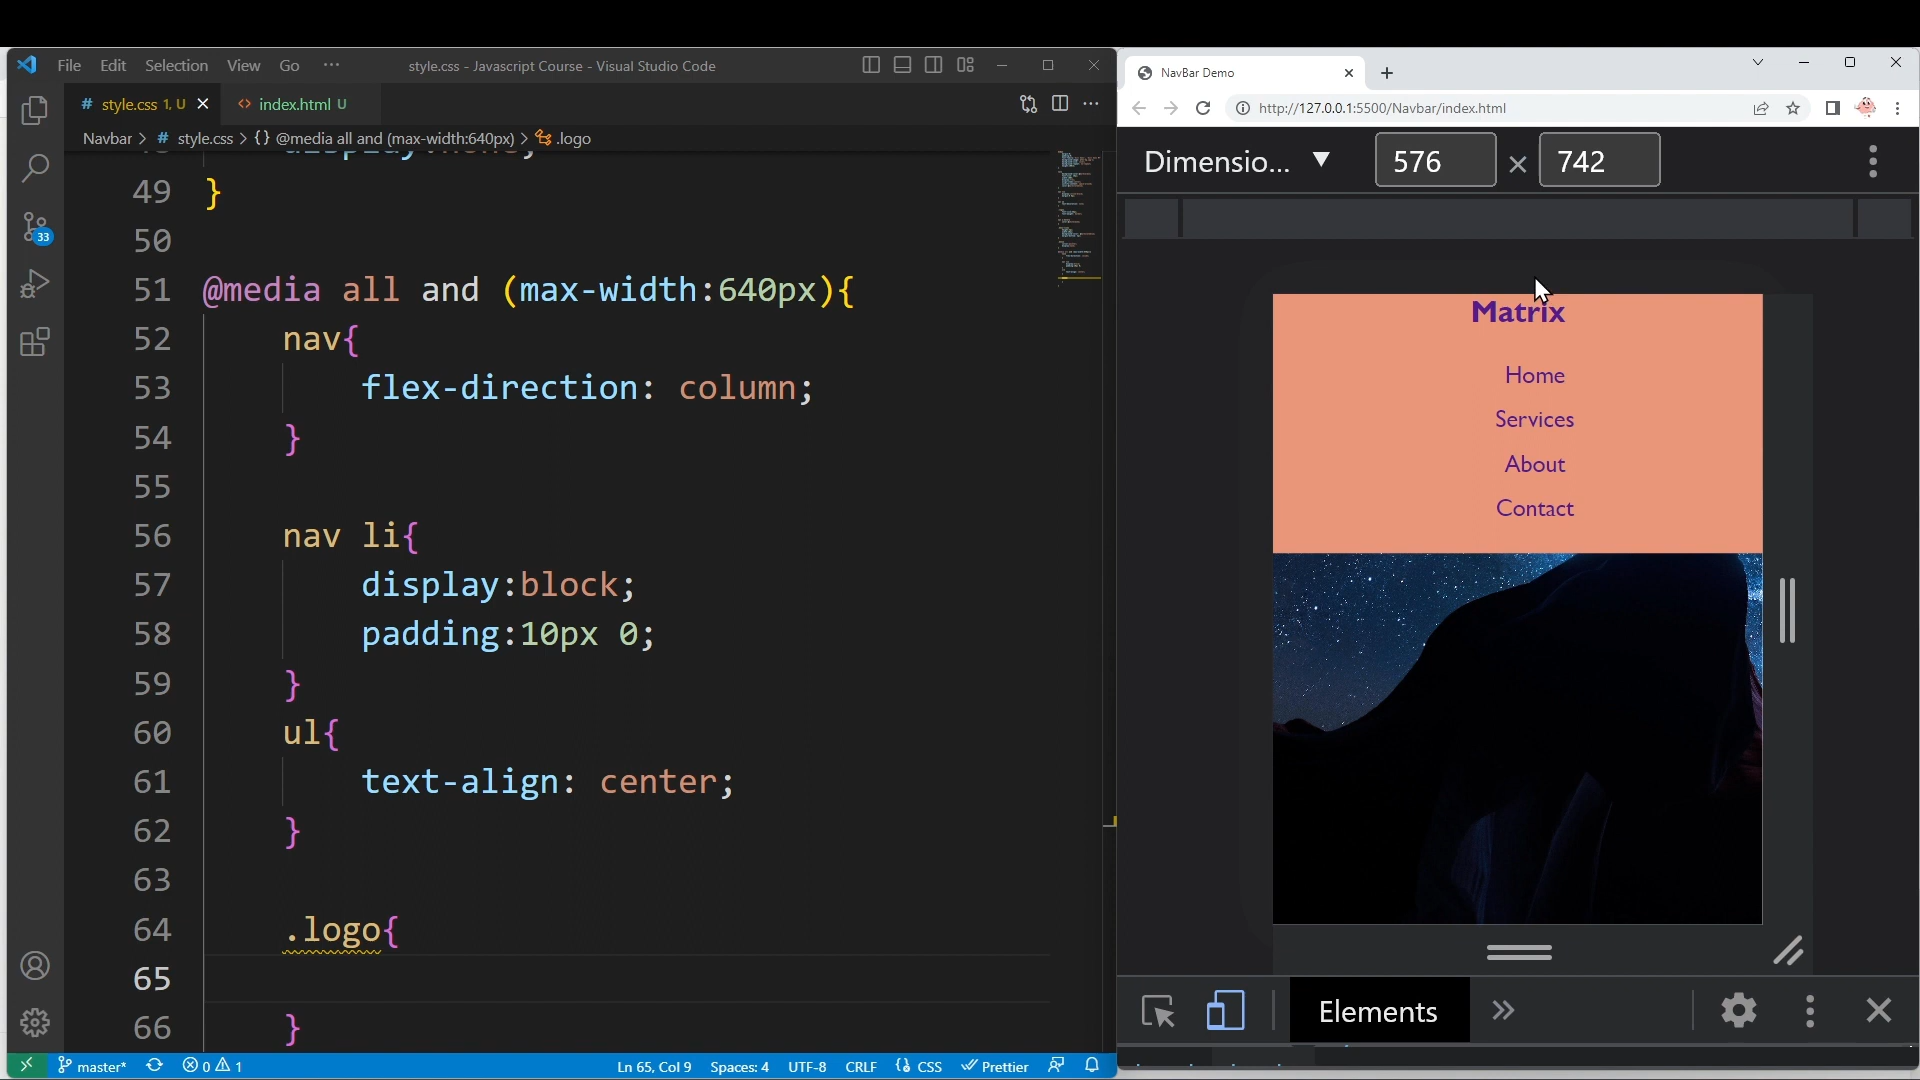 File Edit Selection View Go ··· style.css - Javascript Course - Visual Studio Code
# style.css 1, U <> index.html U
Navbar > # style.css > {} @media all and (max-width:640px) > .logo
49 }
50
51 @media all and (max-width:640px){
52 nav{
53 flex-direction: column;
54 }
55
56 nav li{
57 display:block;
58 padding:10px 0;
59 }
60 ul{
61 text-align: center;
62 }
63
64 .logo{
65
66 }
33
master* 0 1 Ln 65, Col 9 Spaces: 4 UTF-8 CRLF {} CSS Prettier
NavBar Demo
http://127.0.0.1:5500/Navbar/index.html
Dimensio... ▼ 576 × 742
Matrix
Home
Services
About
Contact
Elements »